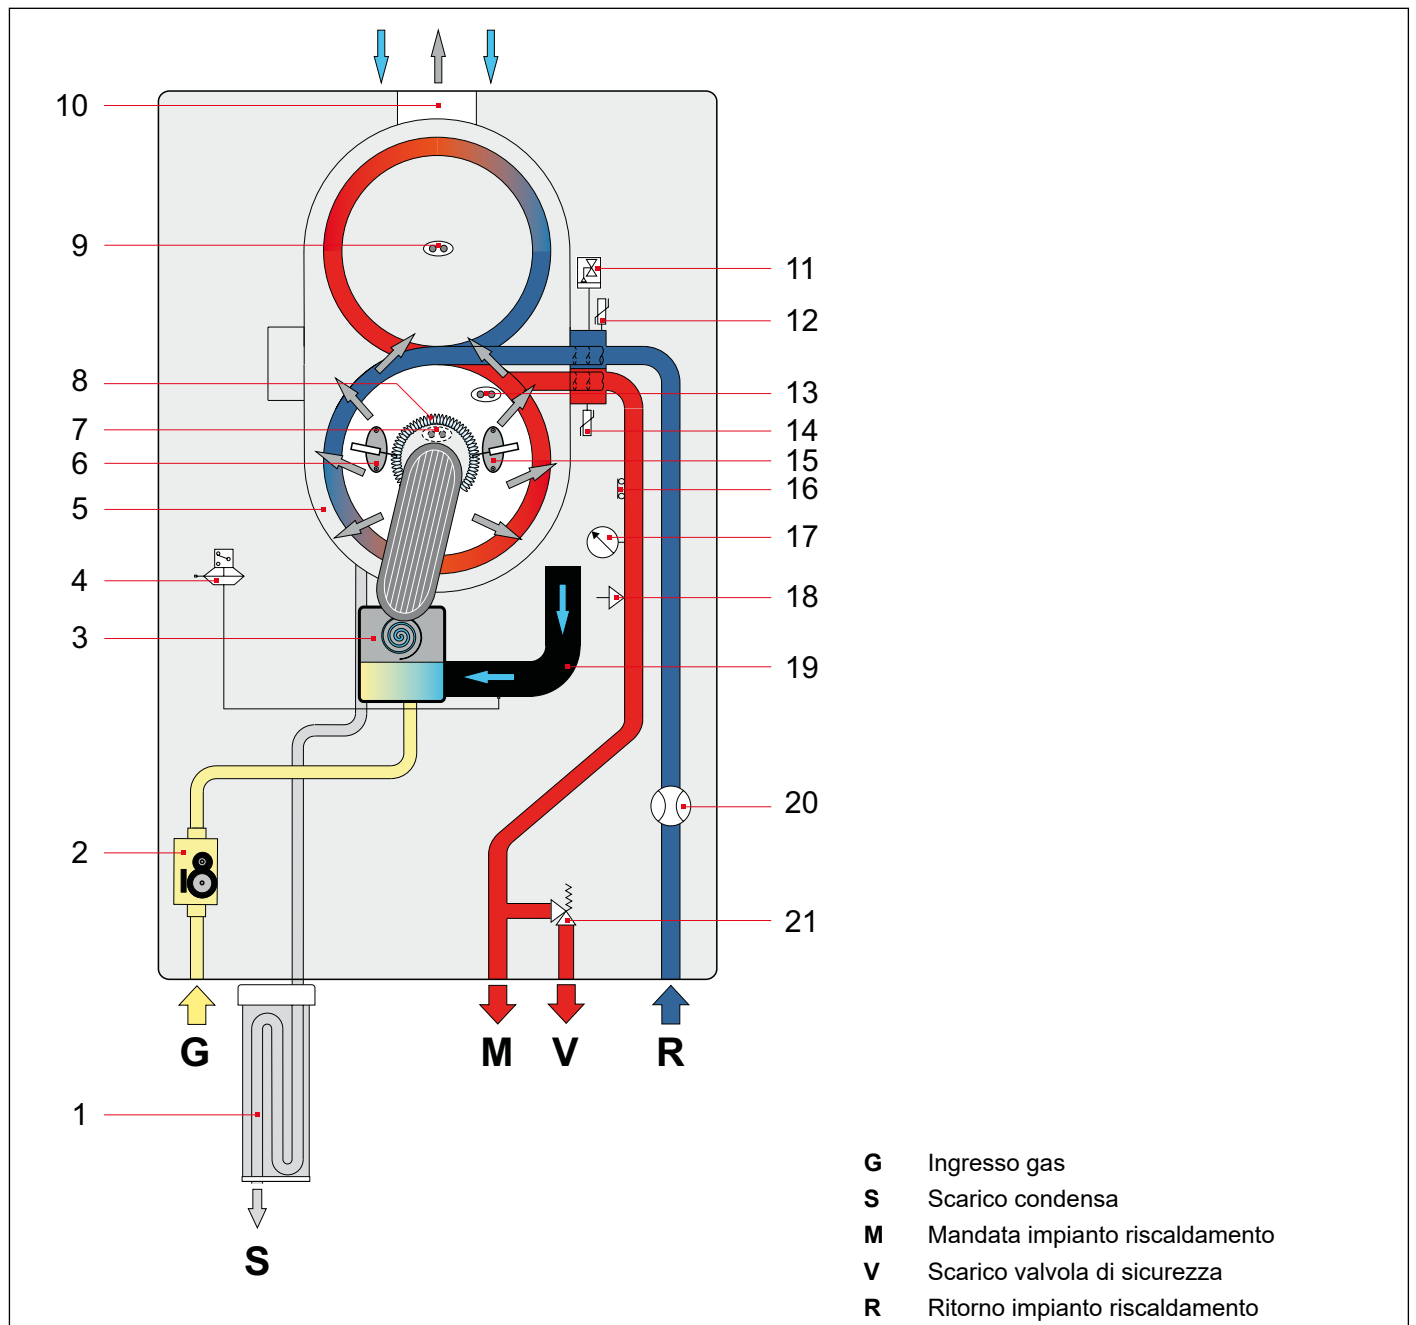 10
9
8
7
6
5
4
3
2
1
11
12
13
14
15
16
17
18
19
20
21
G
M
V
R
S
G Ingresso gas
S Scarico condensa
M Mandata impianto riscaldamento
V Scarico valvola di sicurezza
R Ritorno impianto riscaldamento